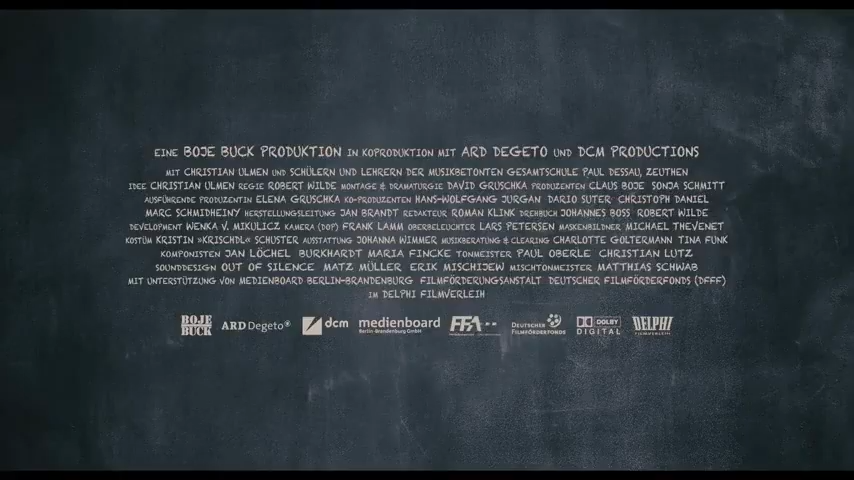 EINE BOJE BUCK PRODUKTION IN KOPRODUKTION MIT ARD DEGETO UND DCM PRODUCTIONS
MIT CHRISTIAN ULMEN UND SCHÜLERN UND LEHRERN DER MUSIKBETONTEN GESAMTSCHULE PAUL DESSAU, ZEUTHEN
IDEE CHRISTIAN ULMEN REGIE ROBERT WILDE MONTAGE & DRAMATURGIE DAVID GRUSCHKA PRODUZENTEN CLAUS BOJE SONJA SCHMITT
AUSFÜHRENDE PRODUZENTIN ELENA GRUSCHKA KO-PRODUZENTEN HANS-WOLFGANG JURGAN DARIO SUTER CHRISTOPH DANIEL
MARC SCHMIDHEINY HERSTELLUNGSLEITUNG JAN BRANDT REDAKTEUR ROMAN KLINK DREHBUCH JOHANNES BOSS ROBERT WILDE
DEVELOPMENT WENKA V. MIKULICZ KAMERA (DOP) FRANK LAMM OBERBELEUCHTER LARS PETERSEN MASKENBILDNER MICHAEL THEVENET
KOSTÜM KRISTIN »KRISCHDL« SCHUSTER AUSSTATTUNG JOHANNA WIMMER MUSIKBERATUNG & CLEARING CHARLOTTE GOLTERMANN TINA FUNK
KOMPONISTEN JAN LÖCHEL BURKHARDT MARIA FINCKE TONMEISTER PAUL OBERLE CHRISTIAN LUTZ
SOUNDDESIGN OUT OF SILENCE MATZ MÜLLER ERIK MISCHIJEW MISCHTONMEISTER MATTHIAS SCHWAB
MIT UNTERSTÜTZUNG VON MEDIENBOARD BERLIN-BRANDENBURG FILMFÖRDERUNGSANSTALT DEUTSCHER FILMFÖRDERFONDS (DFFF)
IM DELPHI FILMVERLEIH
BOJE BUCK ARD Degeto dcm medienboard Berlin-Brandenburg GmbH FFA DEUTSCHER FILMFÖRDERFONDS DOLBY DIGITAL DELPHI FILMVERLEIH